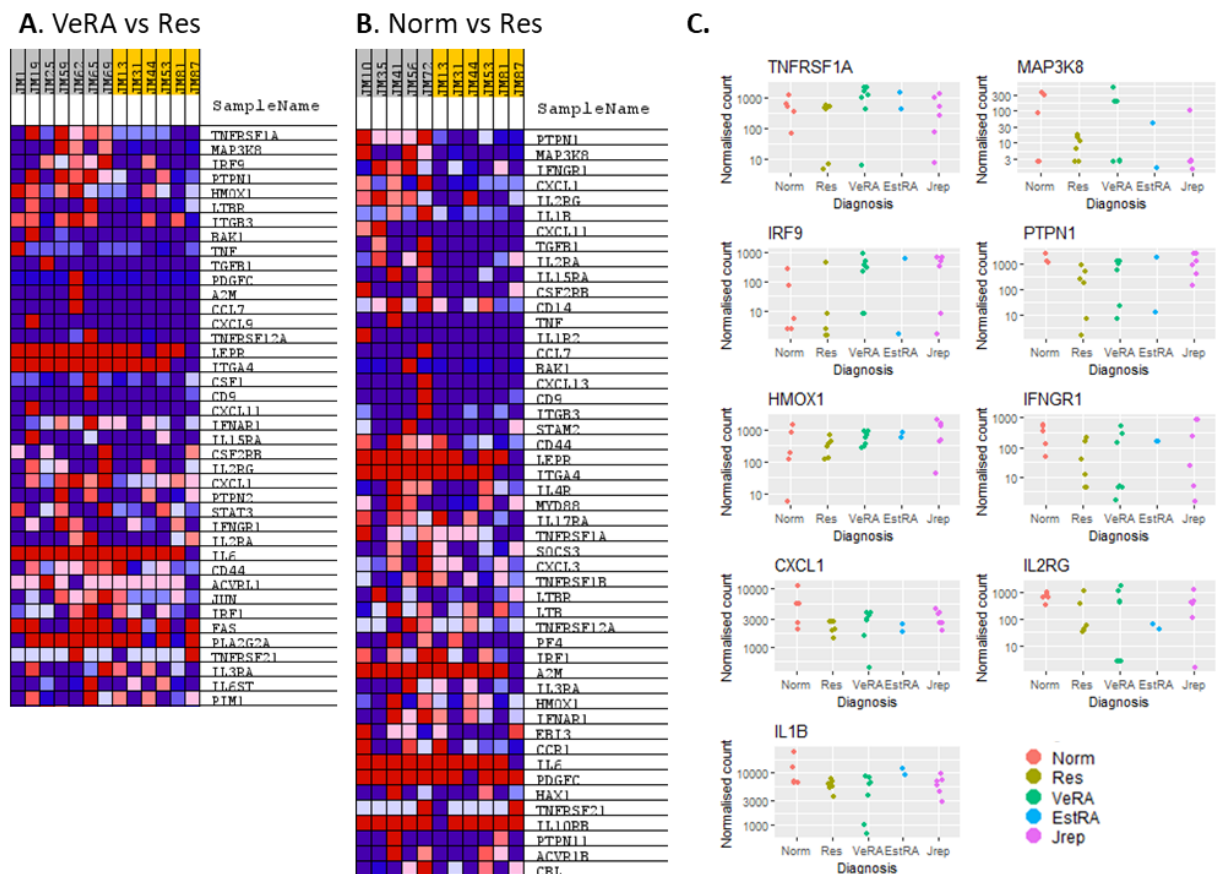 A. VeRA vs Res
JM1 JM19 JM25 JM59 JM62 JM65 JM69 JM13 JM31 JM44 JM53 JM81 JM87
SampleName
TNFRSF1A
MAP3K8
IRF9
PTPN1
HMOX1
LTBR
ITGB3
BAK1
TNF
TGFB1
PDGFC
A2M
CCL7
CXCL9
TNFRSF12A
LEPR
ITGA4
CSF1
CD9
CXCL11
IFNAR1
IL15RA
CSF2RB
IL2RG
CXCL1
PTPN2
STAT3
IFNGR1
IL2RA
IL6
CD44
ACVRL1
JUN
IRF1
FAS
PLA2G2A
TNFRSF21
IL3RA
IL6ST
PIM1
B. Norm vs Res
JM10 JM35 JM41 JM56 JM72 JM13 JM31 JM44 JM53 JM81 JM87
SampleName
PTPN1
MAP3K8
IFNGR1
CXCL1
IL2RG
IL1B
CXCL11
TGFB1
IL2RA
IL15RA
CSF2RB
CD14
TNF
IL1R2
CCL7
BAK1
CXCL13
CD9
ITGB3
STAM2
CD44
LEPR
ITGA4
IL4R
MYD88
IL17RA
TNFRSF1A
SOCS3
CXCL3
TNFRSF1B
LTBR
LTB
TNFRSF12A
PF4
IRF1
A2M
IL3RA
HMOX1
IFNAR1
EBI3
CCR1
IL6
PDGFC
HAX1
TNFRSF21
IL10RB
PTPN11
ACVR1B
CBL
C.
TNFRSF1A
Normalised count
1000
100
10
Norm Res VeRA EstRA Jrep
Diagnosis
MAP3K8
Normalised count
300
100
30
10
3
Norm Res VeRA EstRA Jrep
Diagnosis
IRF9
Normalised count
1000
100
10
Norm Res VeRA EstRA Jrep
Diagnosis
PTPN1
Normalised count
1000
100
10
Norm Res VeRA EstRA Jrep
Diagnosis
HMOX1
Normalised count
1000
100
10
Norm Res VeRA EstRA Jrep
Diagnosis
IFNGR1
Normalised count
1000
100
10
Norm Res VeRA EstRA Jrep
Diagnosis
CXCL1
Normalised count
10000
3000
1000
Norm Res VeRA EstRA Jrep
Diagnosis
IL2RG
Normalised count
1000
100
10
Norm Res VeRA EstRA Jrep
Diagnosis
IL1B
Normalised count
10000
3000
1000
Norm Res VeRA EstRA Jrep
Diagnosis
Norm
Res
VeRA
EstRA
Jrep